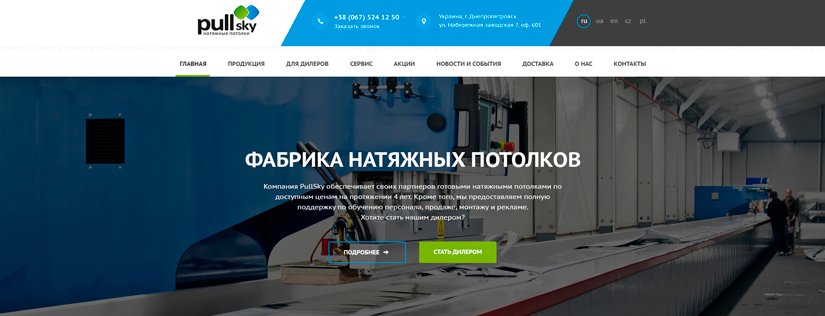 pull sky
натяжные потолки
+38 (067) 524 12 50
Заказать звонок
Украина, г. Днепропетровск
ул. Набережная заводская 7, оф. 601
ru ua en cz pl
ГЛАВНАЯ ПРОДУКЦИЯ ДЛЯ ДИЛЕРОВ СЕРВИС АКЦИИ НОВОСТИ И СОБЫТИЯ ДОСТАВКА О НАС КОНТАКТЫ
ФАБРИКА НАТЯЖНЫХ ПОТОЛКОВ
Компания PullSky обеспечивает своих партнеров готовыми натяжными потолками по
доступным ценам на протяжении 4 лет. Кроме того, мы предоставляем полную
поддержку по обучению персонала, продаже, монтажу и рекламе.
Хотите стать нашим дилером?
ПОДРОБНЕЕ → СТАТЬ ДИЛЕРОМ